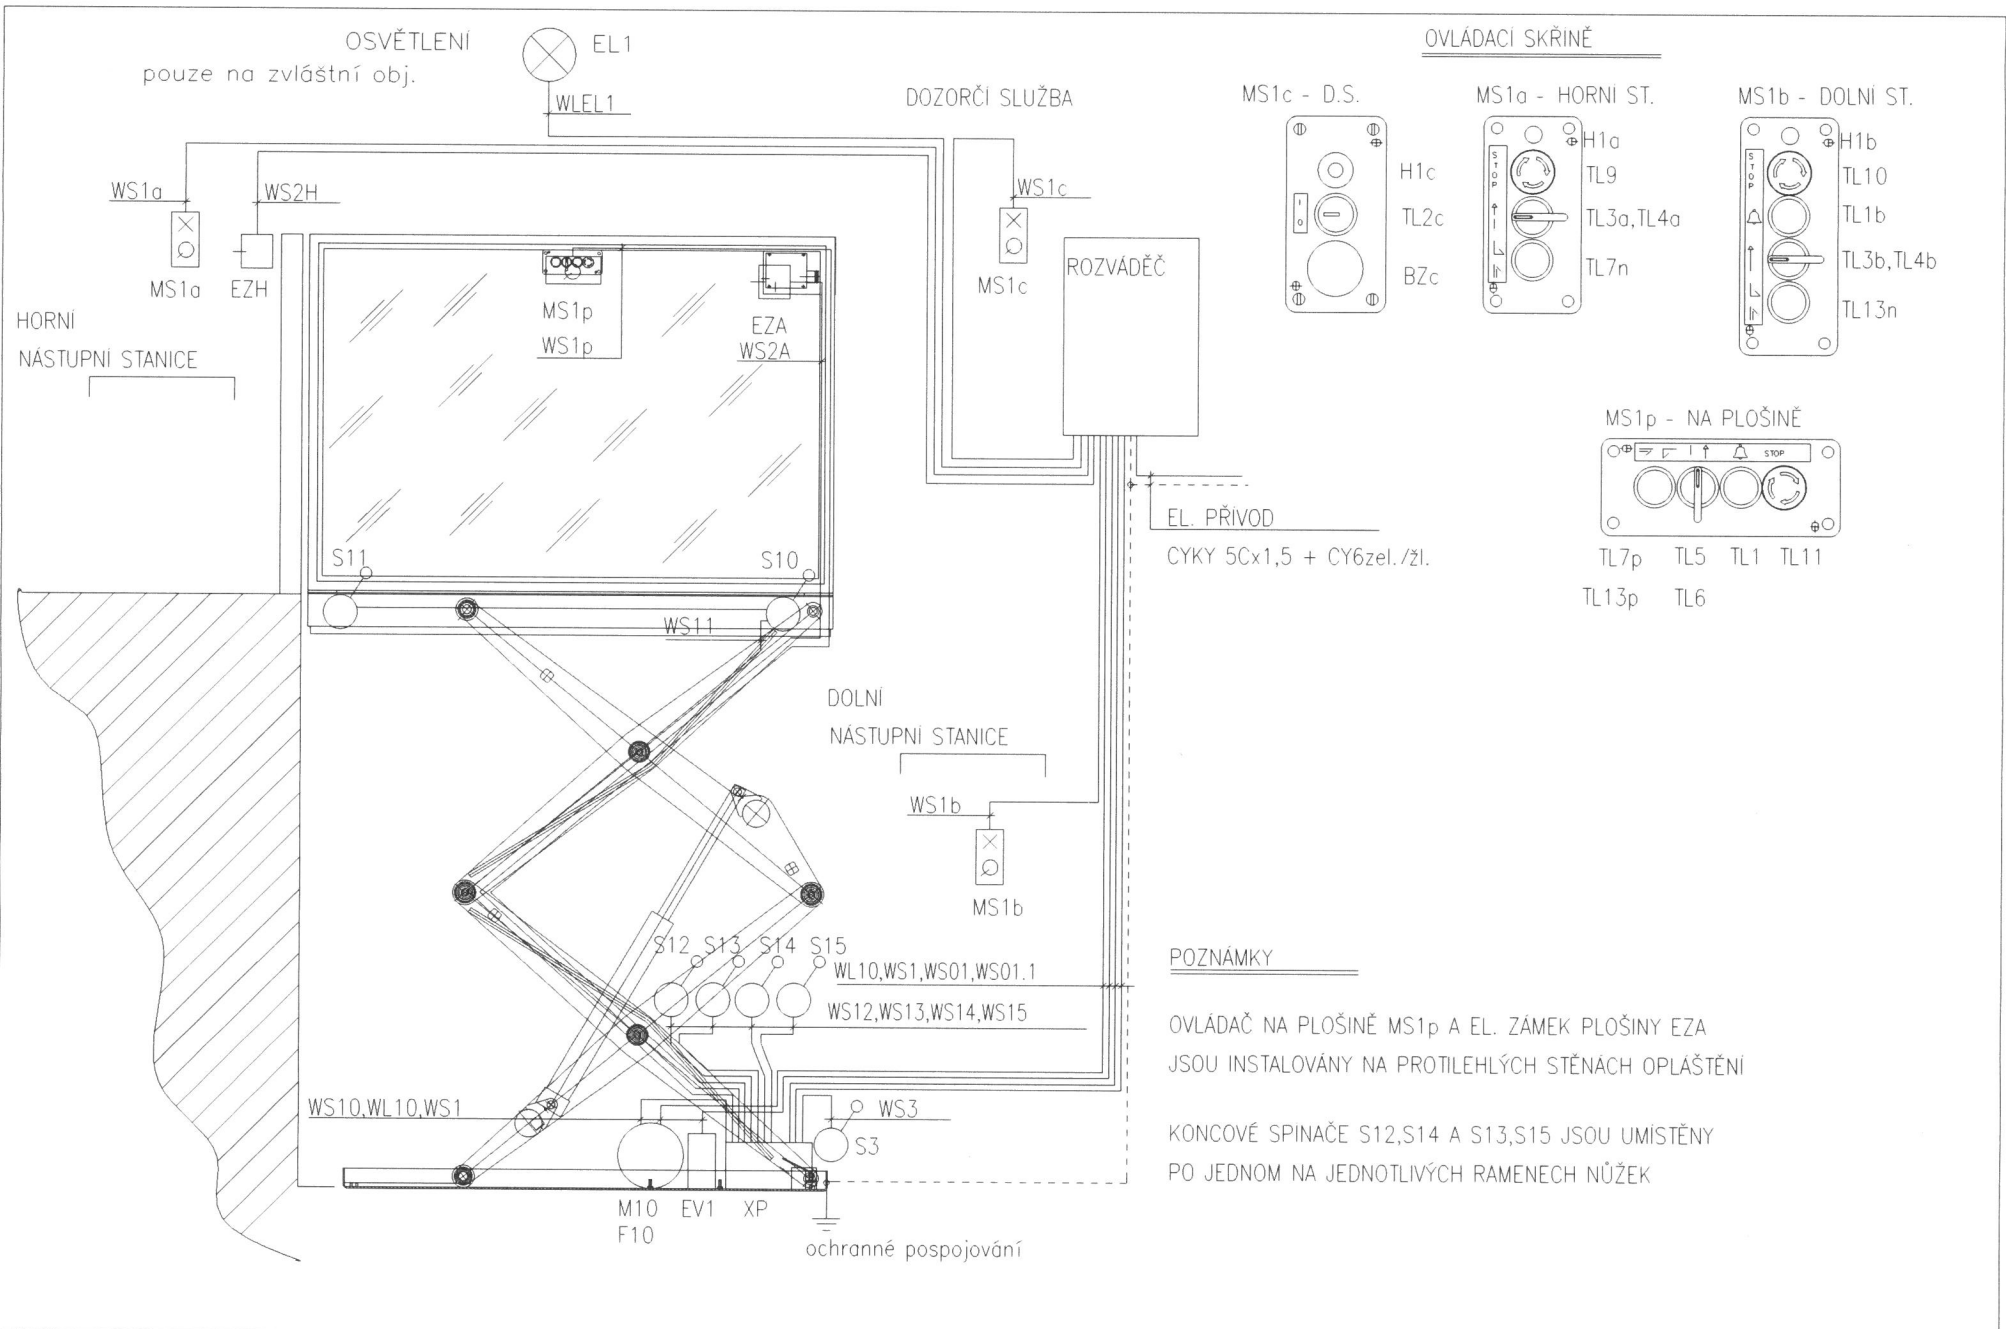 OSVĚTLENÍ
pouze na zvláštní obj.
EL1
WLEL1
DOZORČÍ SLUŽBA
WS1a
WS2H
WS1c
MS1a
EZH
MS1c
ROZVÁDĚČ
HORNÍ
NÁSTUPNÍ STANICE
MS1p
WS1p
EZA
WS2A
S11
S10
WS11
EL. PŘÍVOD
CYKY 5Cx1,5 + CY6zel./žl.
DOLNÍ
NÁSTUPNÍ STANICE
WS1b
MS1b
S12 S13 S14 S15
WL10,WS1,WS01,WS01.1
WS12,WS13,WS14,WS15
WS10,WL10,WS1
WS3
S3
M10 EV1 XP
F10
ochranné pospojování
OVLÁDACÍ SKŘÍNĚ
MS1c - D.S.
H1c
TL2c
I
O
BZc
MS1a - HORNÍ ST.
H1a
STOP
TL9
TL3a,TL4a
TL7n
MS1b - DOLNÍ ST.
H1b
STOP
TL10
TL1b
TL3b,TL4b
TL13n
MS1p - NA PLOŠINĚ
STOP
TL7p TL5 TL1 TL11
TL13p TL6
POZNÁMKY
OVLÁDAČ NA PLOŠINĚ MS1p A EL. ZÁMEK PLOŠINY EZA
JSOU INSTALOVÁNY NA PROTILEHLÝCH STĚNÁCH OPLÁŠTĚNÍ
KONCOVÉ SPÍNAČE S12,S14 A S13,S15 JSOU UMÍSTĚNY
PO JEDNOM NA JEDNOTLIVÝCH RAMENECH NŮŽEK